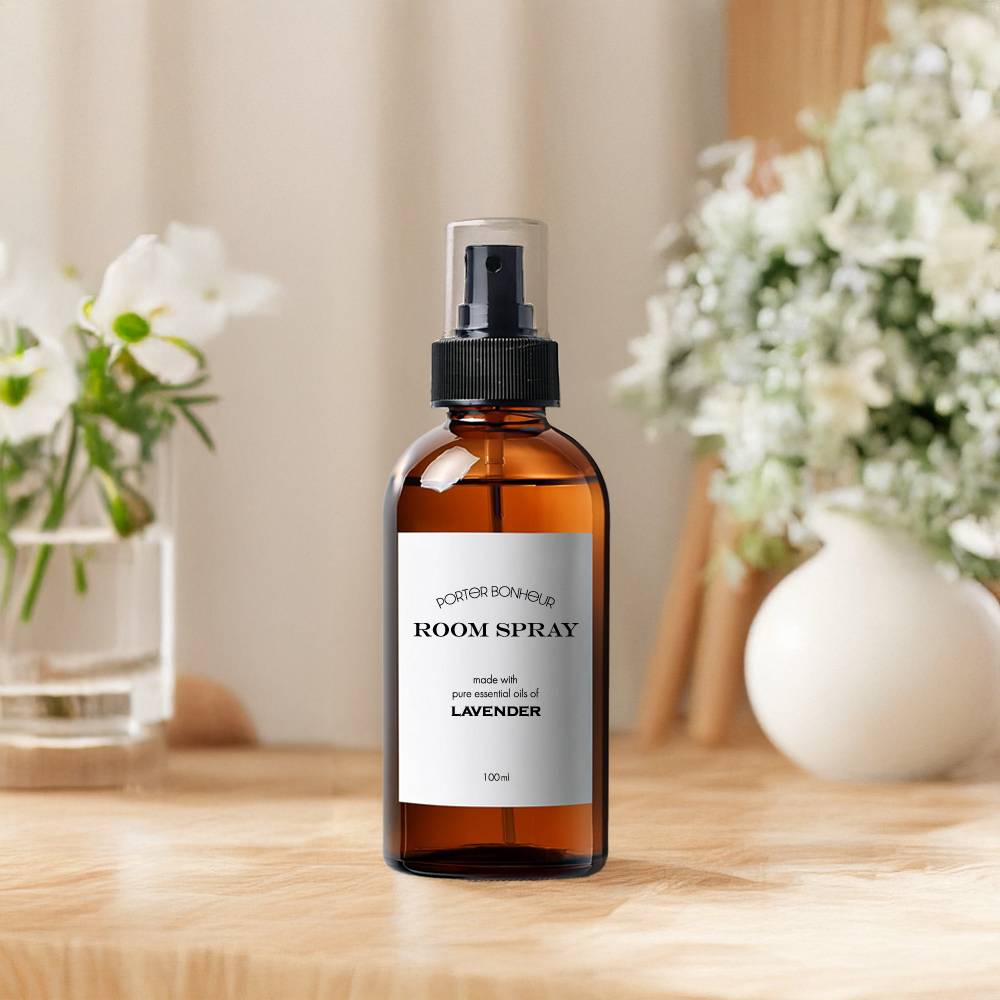 PORTER BONHEUR
ROOM SPRAY
made with
pure essential oils of
LAVENDER
100ml